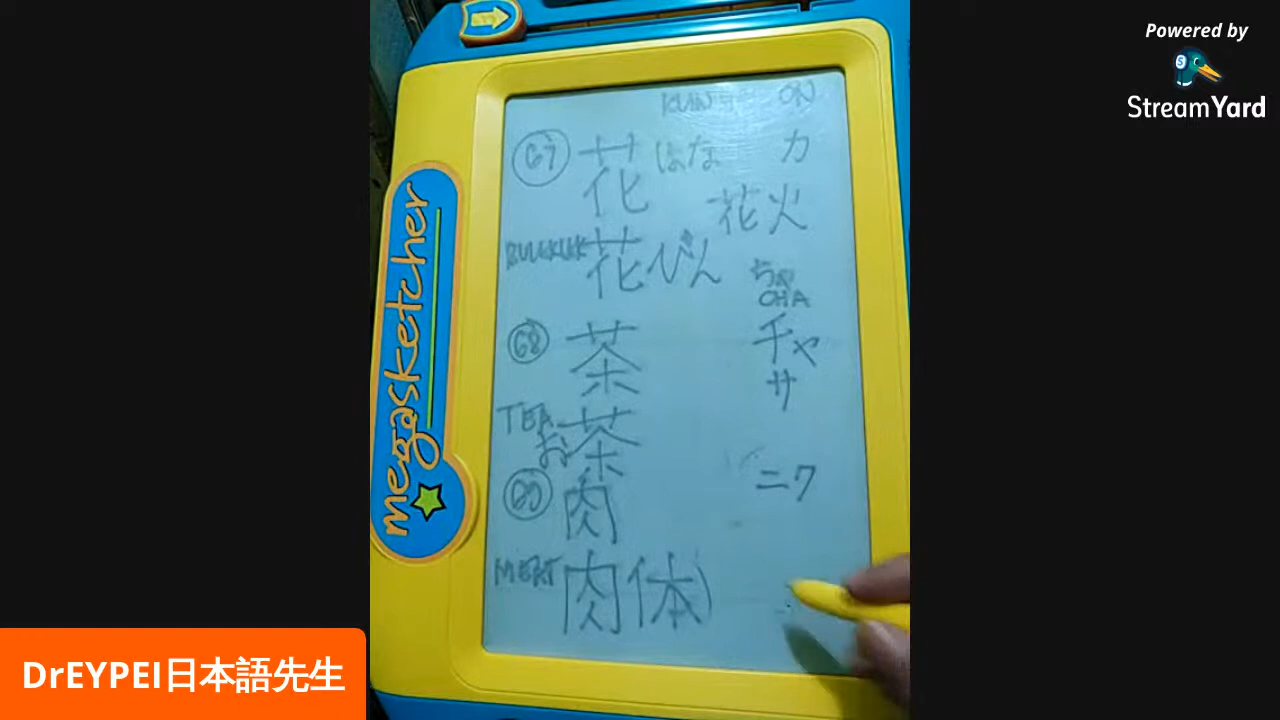 Powered by
StreamYard
megasketcher
KUN ON
67 花 はな カ
花火
BULAKLAK 花びん
ちゃ
CHA
68 茶 チャ
サ
TEA お茶
肉 ニク
MEAT 肉体)
DrEYPEI日本語先生